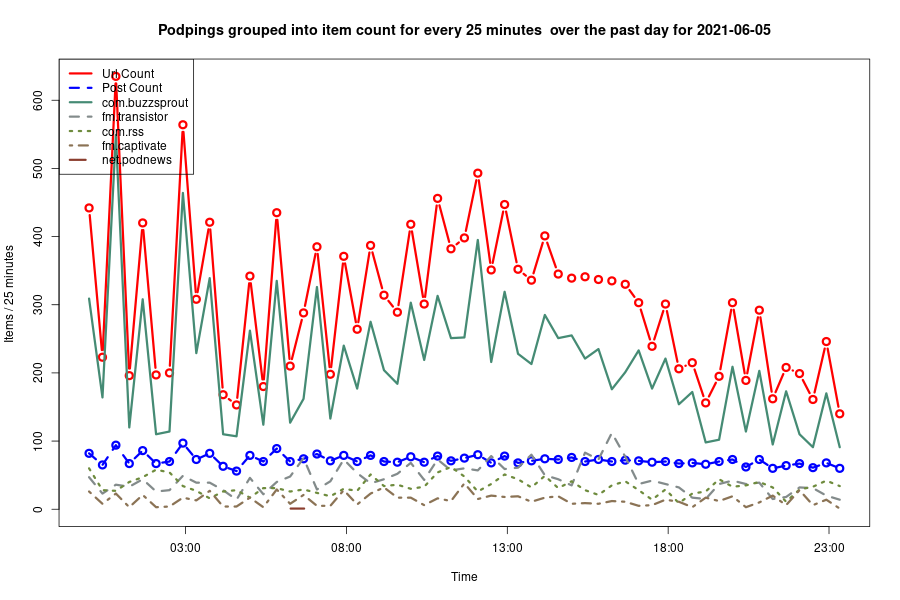 Podpings grouped into item count for every 25 minutes  over the past day for 2021-06-05
Url Count
Post Count
com.buzzsprout
fm.transistor
com.rss
fm.captivate
net.podnews
600
500
400
300
200
100
0
Items / 25 minutes
03:00
08:00
13:00
18:00
23:00
Time